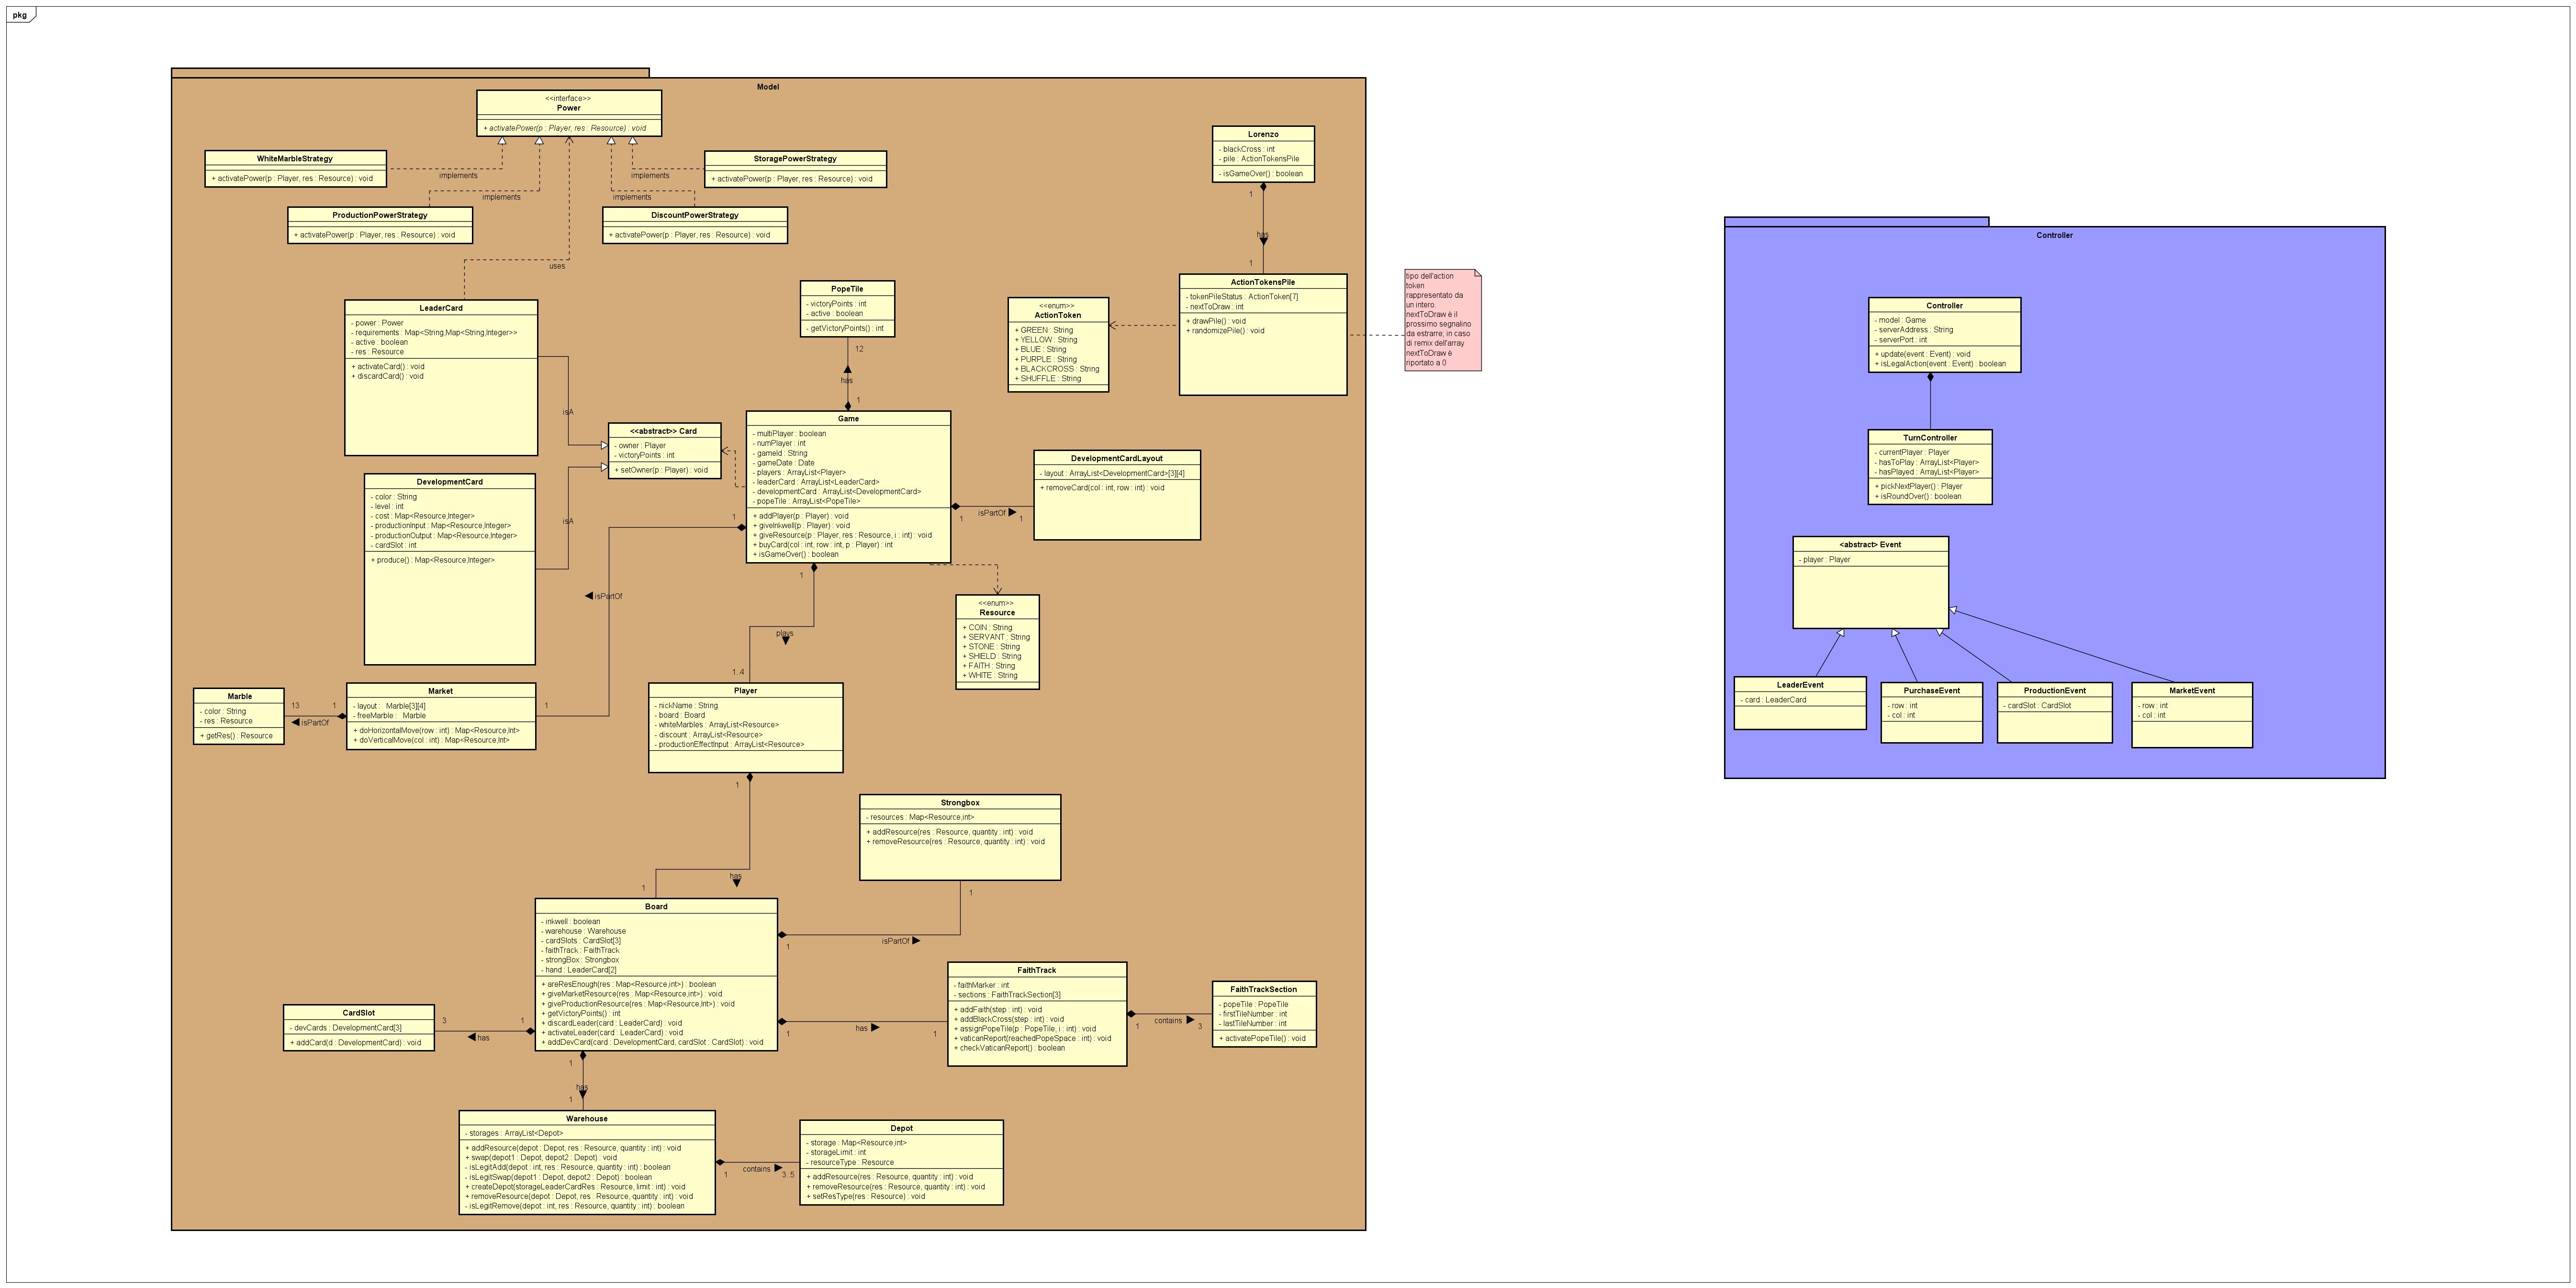 pkg
Model
<<interface>>
Power
+ activatePower(p : Player, res : Resource) : void
WhiteMarbleStrategy
+ activatePower(p : Player, res : Resource) : void
StoragePowerStrategy
+ activatePower(p : Player, res : Resource) : void
implements
implements
implements
implements
ProductionPowerStrategy
+ activatePower(p : Player, res : Resource) : void
DiscountPowerStrategy
+ activatePower(p : Player, res : Resource) : void
uses
Lorenzo
- blackCross : int
- pile : ActionTokensPile
- isGameOver() : boolean
1
has
1
ActionTokensPile
- tokenPileStatus : ActionToken[7]
- nextToDraw : int
+ drawPile() : void
+ randomizePile() : void
<<enum>>
ActionToken
+ GREEN : String
+ YELLOW : String
+ BLUE : String
+ PURPLE : String
+ BLACKCROSS : String
+ SHUFFLE : String
tipo dell'action
token
rappresentato da
un intero.
nextToDraw è il
prossimo segnalino
da estrarre; in caso
di remix dell'array
nextToDraw è
riportato a 0
PopeTile
- victoryPoints : int
- active : boolean
- getVictoryPoints() : int
12
has
1
LeaderCard
- power : Power
- requirements : Map<String,Map<String,Integer>>
- active : boolean
- res : Resource
+ activateCard() : void
+ discardCard() : void
isA
<<abstract>> Card
- owner : Player
- victoryPoints : int
+ setOwner(p : Player) : void
isA
DevelopmentCard
- color : String
- level : int
- cost : Map<Resource,Integer>
- productionInput : Map<Resource,Integer>
- productionOutput : Map<Resource,Integer>
- cardSlot : int
+ produce() : Map<Resource,Integer>
Game
- multiPlayer : boolean
- numPlayer : int
- gameId : String
- gameDate : Date
- players : ArrayList<Player>
- leaderCard : ArrayList<LeaderCard>
- developmentCard : ArrayList<DevelopmentCard>
- popeTile : ArrayList<PopeTile>
+ addPlayer(p : Player) : void
+ giveInkwell(p : Player) : void
+ giveResource(p : Player, res : Resource, i : int) : void
+ buyCard(col : int, row : int, p : Player) : int
+ isGameOver() : boolean
1
isPartOf
1
DevelopmentCardLayout
- layout : ArrayList<DevelopmentCard>[3][4]
+ removeCard(col : int, row : int) : void
<<enum>>
Resource
+ COIN : String
+ SERVANT : String
+ STONE : String
+ SHIELD : String
+ FAITH : String
+ WHITE : String
1
isPartOf
1
1
plays
1..4
Marble
- color : String
- res : Resource
+ getRes() : Resource
13
isPartOf
1
Market
- layout : Marble[3][4]
- freeMarble : Marble
+ doHorizontalMove(row : int) : Map<Resource,Int>
+ doVerticalMove(col : int) : Map<Resource,Int>
Player
- nickName : String
- board : Board
- whiteMarbles : ArrayList<Resource>
- discount : ArrayList<Resource>
- productionEffectInput : ArrayList<Resource>
1
has
1
Strongbox
- resources : Map<Resource,int>
+ addResource(res : Resource, quantity : int) : void
+ removeResource(res : Resource, quantity : int) : void
1
isPartOf
1
Board
- inkwell : boolean
- warehouse : Warehouse
- cardSlots : CardSlot[3]
- faithTrack : FaithTrack
- strongBox : Strongbox
- hand : LeaderCard[2]
+ areResEnough(res : Map<Resource,int>) : boolean
+ giveMarketResource(res : Map<Resource,int>) : void
+ giveProductionResource(res : Map<Resource,Int>) : void
+ getVictoryPoints() : int
+ discardLeader(card : LeaderCard) : void
+ activateLeader(card : LeaderCard) : void
+ addDevCard(card : DevelopmentCard, cardSlot : CardSlot) : void
CardSlot
- devCards : DevelopmentCard[3]
+ addCard(d : DevelopmentCard) : void
3
has
1
1
has
1
FaithTrack
- faithMarker : int
- sections : FaithTrackSection[3]
+ addFaith(step : int) : void
+ addBlackCross(step : int) : void
+ assignPopeTile(p : PopeTile, i : int) : void
+ vaticanReport(reachedPopeSpace : int) : void
+ checkVaticanReport() : boolean
1
contains
3
FaithTrackSection
- popeTile : PopeTile
- firstTileNumber : int
- lastTileNumber : int
+ activatePopeTile() : void
1
has
1
Warehouse
- storages : ArrayList<Depot>
+ addResource(depot : Depot, res : Resource, quantity : int) : void
+ swap(depot1 : Depot, depot2 : Depot) : void
- isLegitAdd(depot : int, res : Resource, quantity : int) : boolean
- isLegitSwap(depot1 : Depot, depot2 : Depot) : boolean
+ createDepot(storageLeaderCardRes : Resource, limit : int) : void
+ removeResource(depot : Depot, res : Resource, quantity : int) : void
- isLegitRemove(depot : int, res : Resource, quantity : int) : boolean
1
contains
3..5
Depot
- storage : Map<Resource,int>
- storageLimit : int
- resourceType : Resource
+ addResource(res : Resource, quantity : int) : void
+ removeResource(res : Resource, quantity : int) : void
+ setResType(res : Resource) : void
Controller
Controller
- model : Game
- serverAddress : String
- serverPort : int
+ update(event : Event) : void
+ isLegalAction(event : Event) : boolean
TurnController
- currentPlayer : Player
- hasToPlay : ArrayList<Player>
- hasPlayed : ArrayList<Player>
+ pickNextPlayer() : Player
+ isRoundOver() : boolean
<abstract> Event
- player : Player
LeaderEvent
- card : LeaderCard
PurchaseEvent
- row : int
- col : int
ProductionEvent
- cardSlot : CardSlot
MarketEvent
- row : int
- col : int